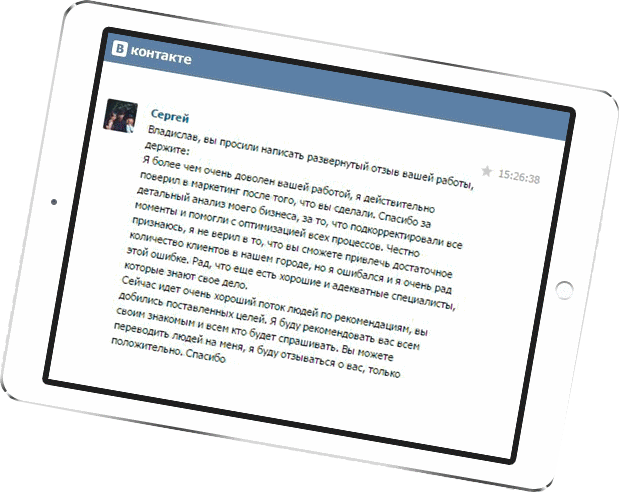 В контакте
Сергей
15:26:38
Владислав, вы просили написать развернутый отзыв вашей работы,
держите:
Я более чем очень доволен вашей работой, я действительно
поверил в маркетинг после того, что вы сделали. Спасибо за
детальный анализ моего бизнеса, за то, что подкорректировали все
моменты и помогли с оптимизацией всех процессов. Честно
признаюсь, я не верил в то, что вы сможете привлечь достаточное
количество клиентов в нашем городе, но я ошибался и я очень рад
этой ошибке. Рад, что еще есть хорошие и адекватные специалисты,
которые знают свое дело.
Сейчас идет очень хороший поток людей по рекомендациям, вы
добились поставленных целей. Я буду рекомендовать вас всем
своим знакомым и всем кто будет спрашивать. Вы можете
переводить людей на меня, я буду отзываться о вас, только
положительно. Спасибо